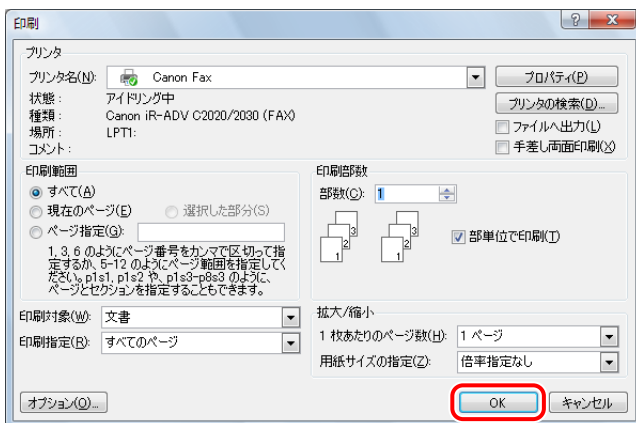 印刷
プリンタ
プリンタ名(N): Canon Fax プロパティ(P)
状態： アイドリング中 プリンタの検索(D)...
種類： Canon iR-ADV C2020/2030 (FAX)
場所： LPT1: ファイルへ出力(L)
コメント： 手差し両面印刷(X)
印刷範囲
すべて(A)
現在のページ(E) 選択した部分(S)
ページ指定(G):
1,3,6 のようにページ番号をカンマで区切って指
定するか、5-12 のようにページ範囲を指定してく
ださい。p1s1, p1s2 や、p1s3-p8s3 のように、
ページとセクションを指定することもできます。
印刷部数
部数(C): 1
3 3
2 2
1 1
部単位で印刷(T)
印刷対象(W): 文書
印刷指定(R): すべてのページ
拡大/縮小
1 枚あたりのページ数(H): 1 ページ
用紙サイズの指定(Z): 倍率指定なし
オプション(O)... OK キャンセル